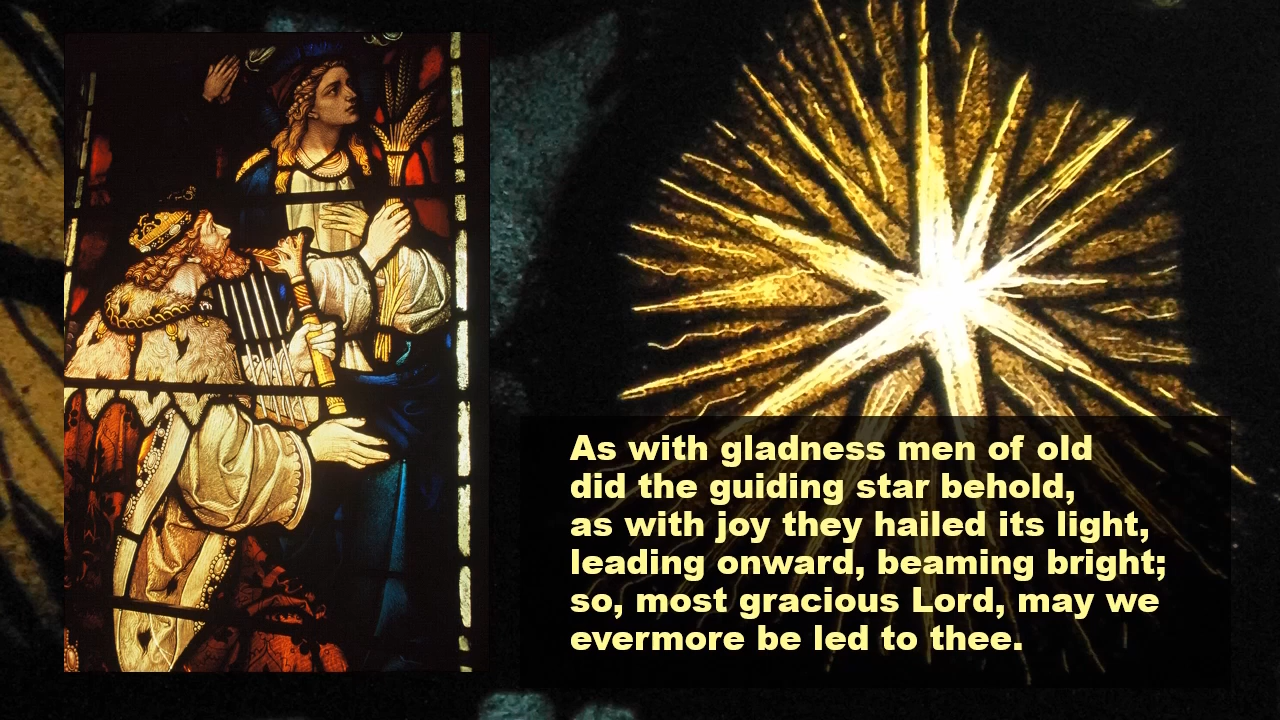 As with gladness men of old
did the guiding star behold,
as with joy they hailed its light,
leading onward, beaming bright;
so, most gracious Lord, may we
evermore be led to thee.